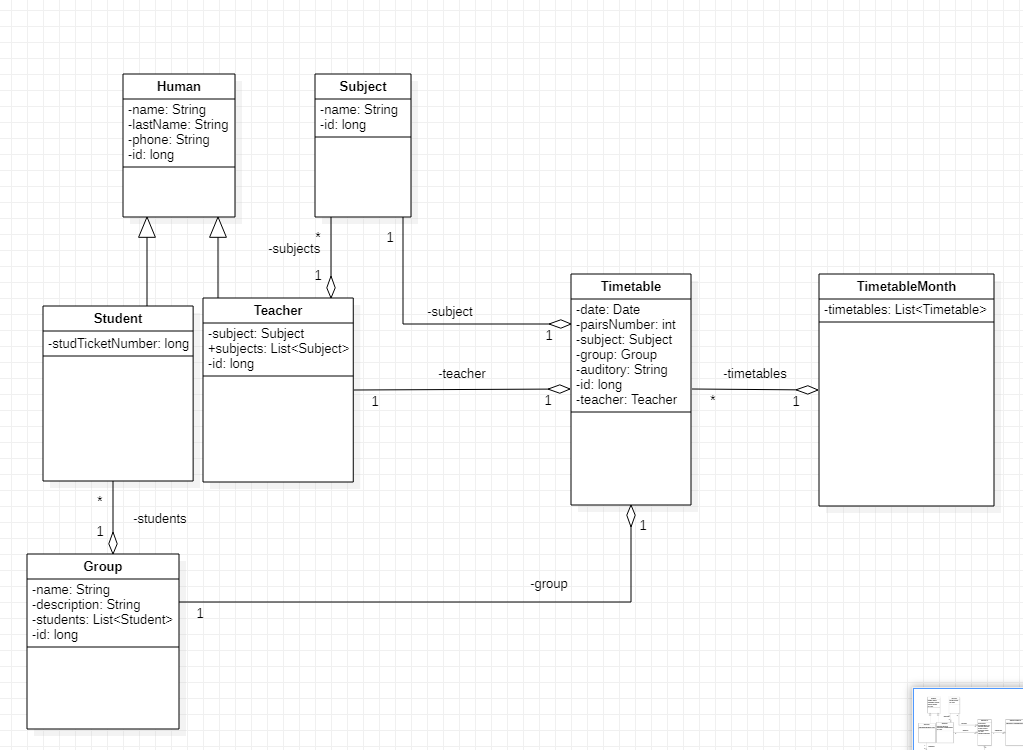 Human
-name: String
-lastName: String
-phone: String
-id: long
Subject
-name: String
-id: long
*
-subjects
1
1
Student
-studTicketNumber: long
Teacher
-subject: Subject
+subjects: List<Subject>
-id: long
-subject
1
-teacher
1
1
Timetable
-date: Date
-pairsNumber: int
-subject: Subject
-group: Group
-auditory: String
-id: long
-teacher: Teacher
-timetables
*
1
TimetableMonth
-timetables: List<Timetable>
*
1
-students
1
-group
1
Group
-name: String
-description: String
-students: List<Student>
-id: long